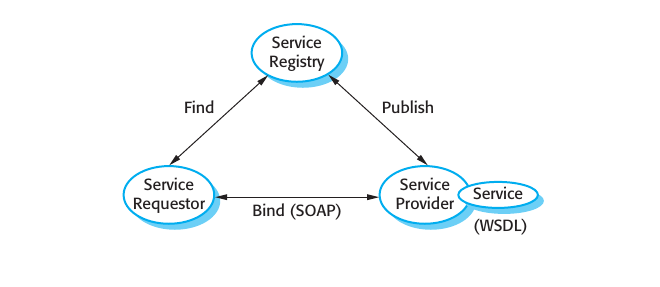 Service
Registry
Find
Publish
Service
Requestor
Service
Provider
Service
Bind (SOAP)
(WSDL)